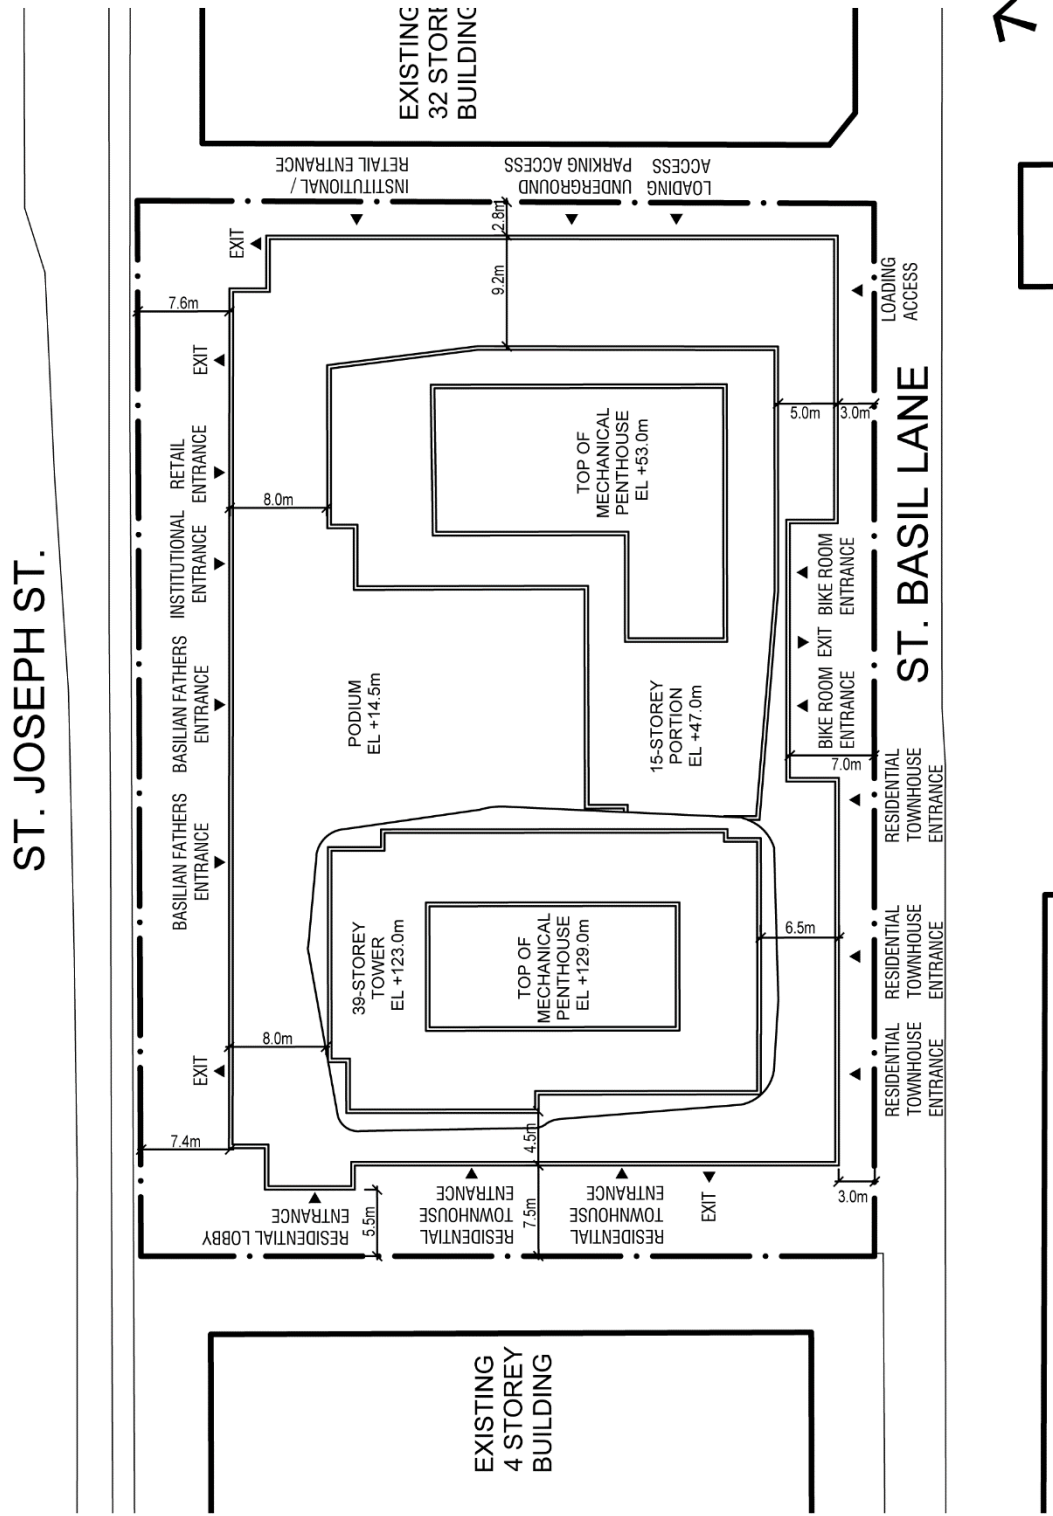 EXISTING
32 STOREY
BUILDING
INSTITUTIONAL /
RETAIL ENTRANCE
UNDERGROUND
PARKING ACCESS
LOADING
ACCESS
EXIT
2.8m
9.2m
7.6m
LOADING
ACCESS
EXIT
RETAIL
ENTRANCE
8.0m
5.0m
3.0m
TOP OF
MECHANICAL
PENTHOUSE
EL +53.0m
ST. BASIL LANE
INSTITUTIONAL
ENTRANCE
BIKE ROOM
ENTRANCE
EXIT
BIKE ROOM
ENTRANCE
ST. JOSEPH ST.
BASILIAN FATHERS
ENTRANCE
PODIUM
EL +14.5m
15-STOREY
PORTION
EL +47.0m
7.0m
RESIDENTIAL
TOWNHOUSE
ENTRANCE
BASILIAN FATHERS
ENTRANCE
39-STOREY
TOWER
EL +123.0m
TOP OF
MECHANICAL
PENTHOUSE
EL +129.0m
6.5m
RESIDENTIAL
TOWNHOUSE
ENTRANCE
8.0m
EXIT
RESIDENTIAL
TOWNHOUSE
ENTRANCE
7.4m
4.5m
3.0m
RESIDENTIAL LOBBY
ENTRANCE
5.5m
RESIDENTIAL
TOWNHOUSE
ENTRANCE
7.5m
RESIDENTIAL
TOWNHOUSE
ENTRANCE
EXIT
EXISTING
4 STOREY
BUILDING